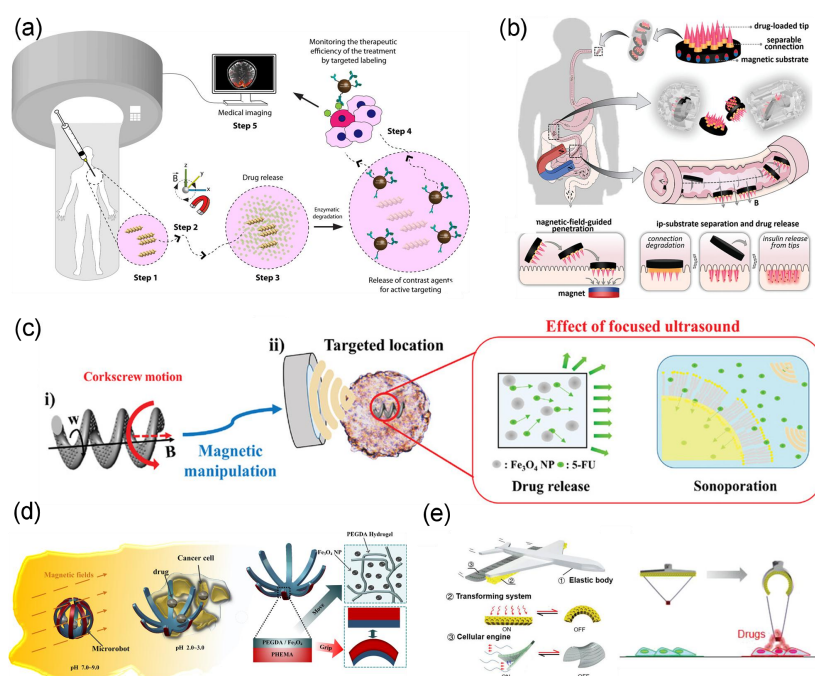 (a)
Medical imaging
Step 5
Monitoring the therapeutic
efficiency of the treatment
by targeted labeling
Step 4
|B|
y
z
x
Drug release
Step 2
Step 1
Step 3
Enzymatic
degradation
Release of contrast agents
for active targeting
(b)
drug-loaded tip
separable
connection
magnetic substrate
B
magnetic-field-guided
penetration
magnet
ip-substrate separation and drug release
connection
degradation
insulin release
from tips
(c)
i)
Corkscrew motion
w
B
Magnetic
manipulation
ii)
Targeted location
Effect of focused ultrasound
: Fe₃O₄ NP
: 5-FU
Drug release
Sonoporation
(d)
Magnetic fields
drug
Cancer cell
Microrobot
pH 7.0~9.0
pH 2.0~3.0
PEGDA Hydrogel
Fe₃O₄ NP
Move
PEGDA / Fe₃O₄
PHEMA
Grip
(e)
③
②
① Elastic body
② Transforming system
ON
OFF
③ Cellular engine
ON
OFF
Drugs